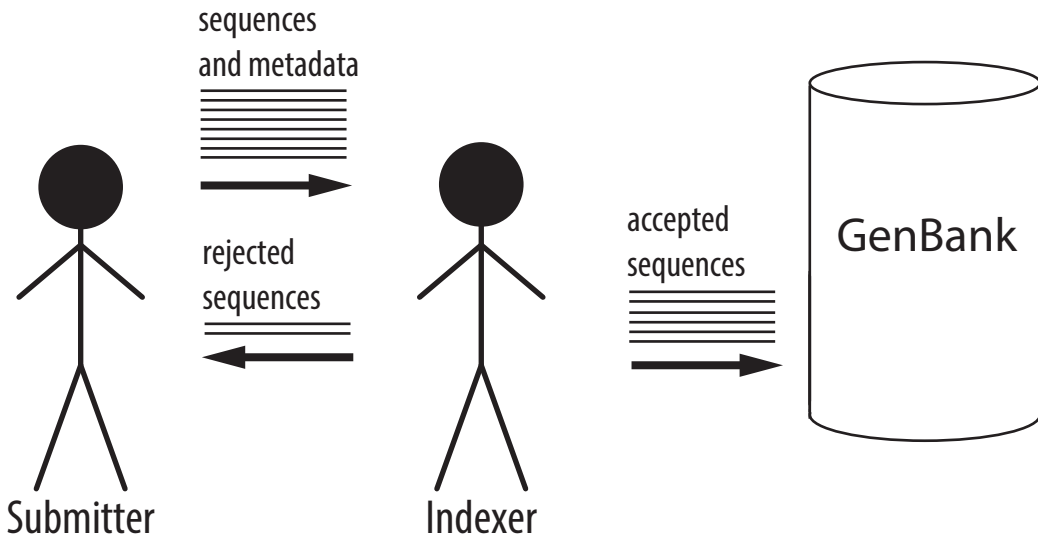 sequences
and metadata
rejected
sequences
accepted
sequences
GenBank
Submitter
Indexer